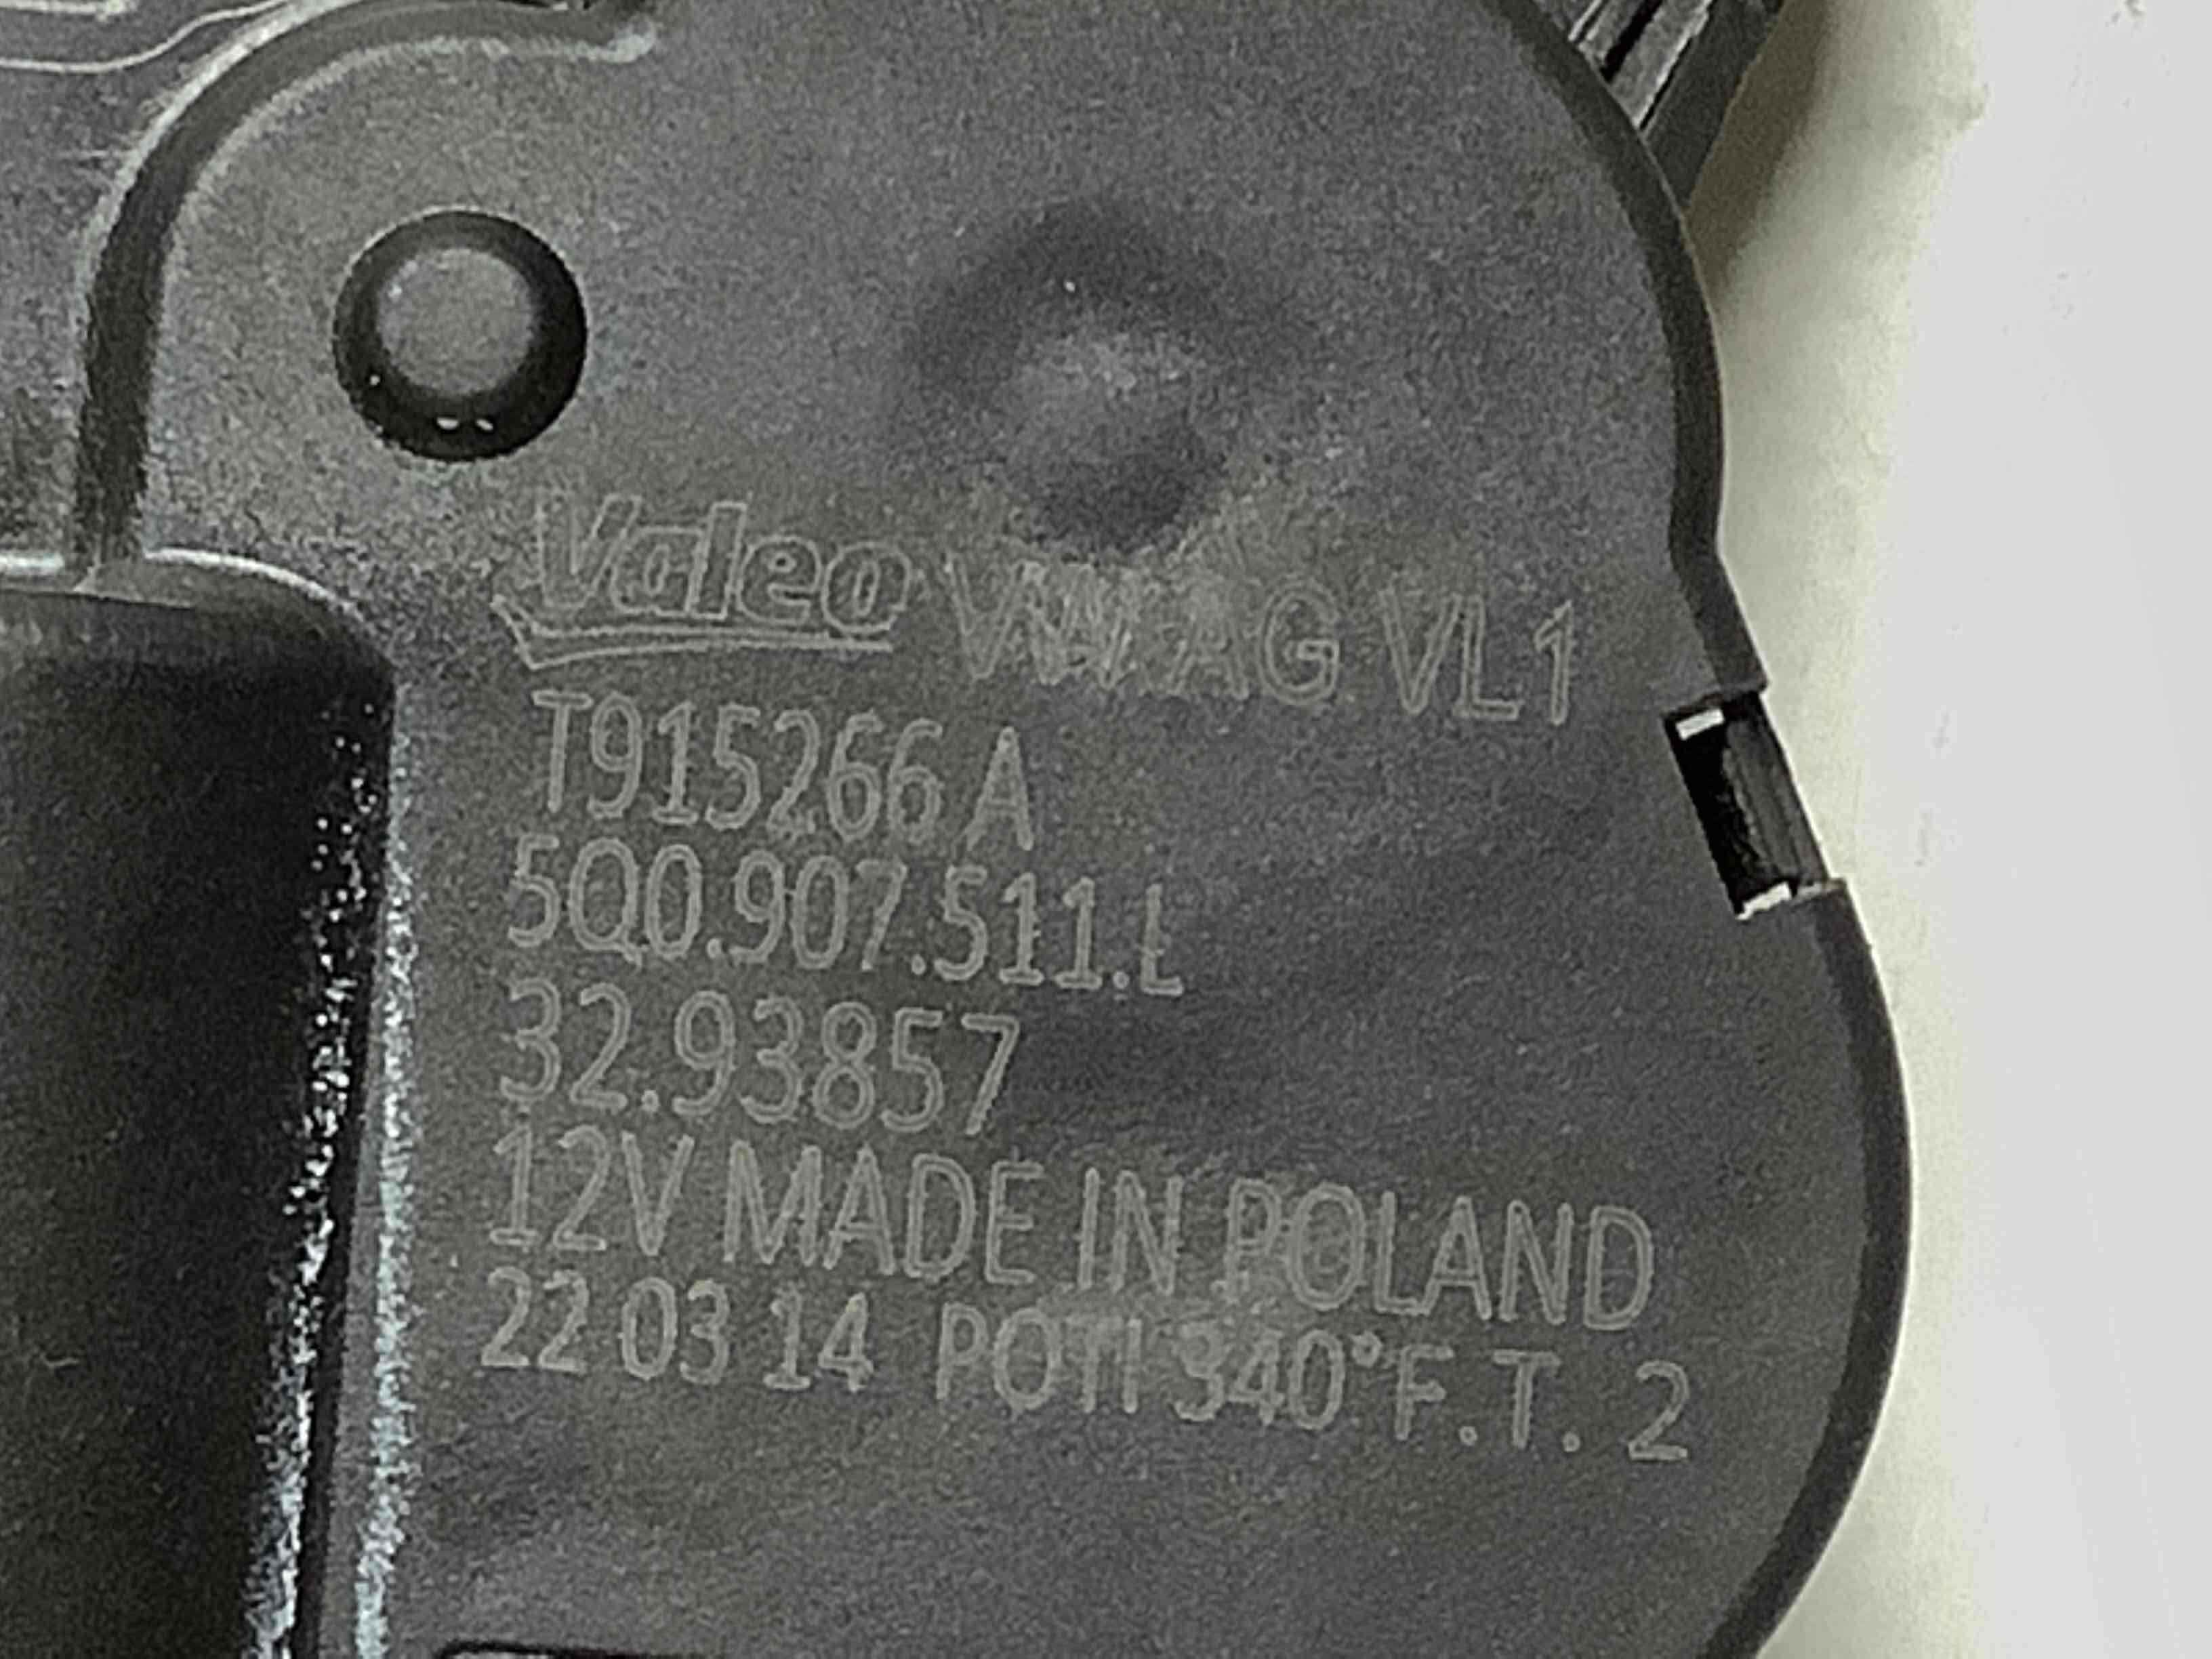 Valeo VW AG VL1
T915266 A
5Q0.907.511.L
32.93857
12V MADE IN POLAND
22 03 14 POTI 340°F.T. 2